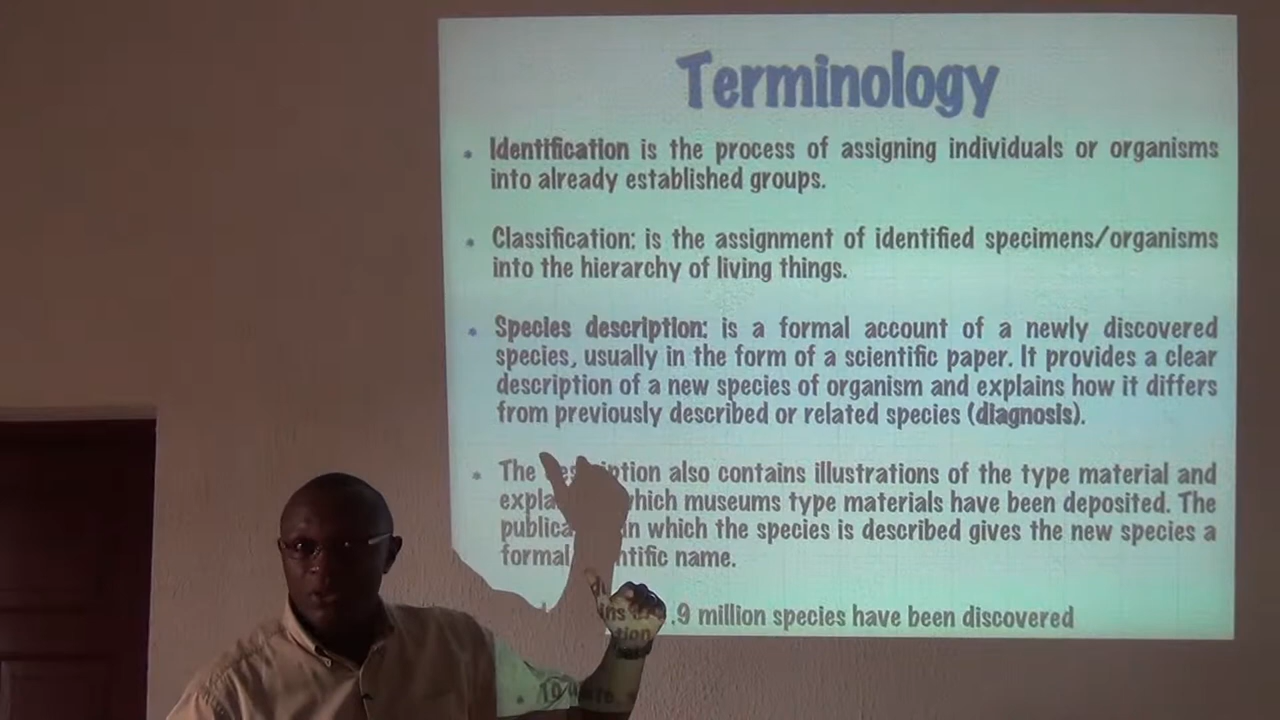 Terminology
Identification is the process of assigning individuals or organisms
into already established groups.
Classification: is the assignment of identified specimens/organisms
into the hierarchy of living things.
Species description: is a formal account of a newly discovered
species, usually in the form of a scientific paper. It provides a clear
description of a new species of organism and explains how it differs
from previously described or related species (diagnosis).
The also contains illustrations of the type material and
which museums type materials have been deposited. The
in which the species is described gives the new species a
formal name.
.9 million species have been discovered